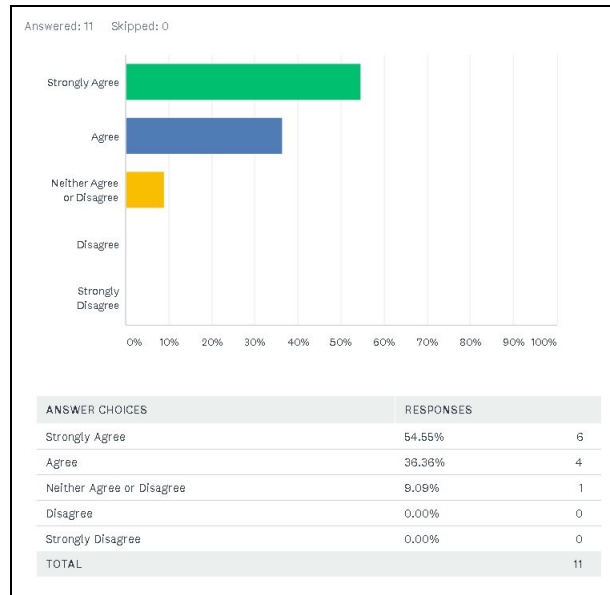 Answered: 11 Skipped: 0
Strongly Agree
Agree
Neither Agree
or Disagree
Disagree
Strongly
Disagree
0% 10% 20% 30% 40% 50% 60% 70% 80% 90% 100%
ANSWER CHOICES RESPONSES
Strongly Agree 54.55% 6
Agree 36.36% 4
Neither Agree or Disagree 9.09% 1
Disagree 0.00% 0
Strongly Disagree 0.00% 0
TOTAL 11